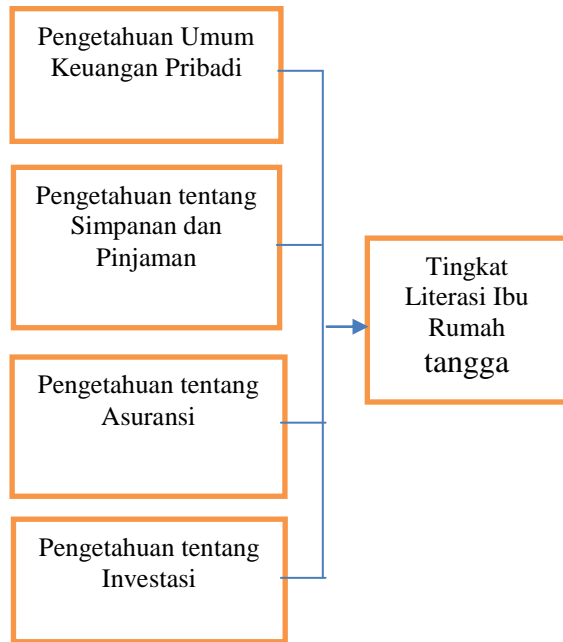 Pengetahuan Umum
Keuangan Pribadi
Pengetahuan tentang
Simpanan dan
Pinjaman
Pengetahuan tentang
Asuransi
Pengetahuan tentang
Investasi
Tingkat
Literasi Ibu
Rumah
tangga